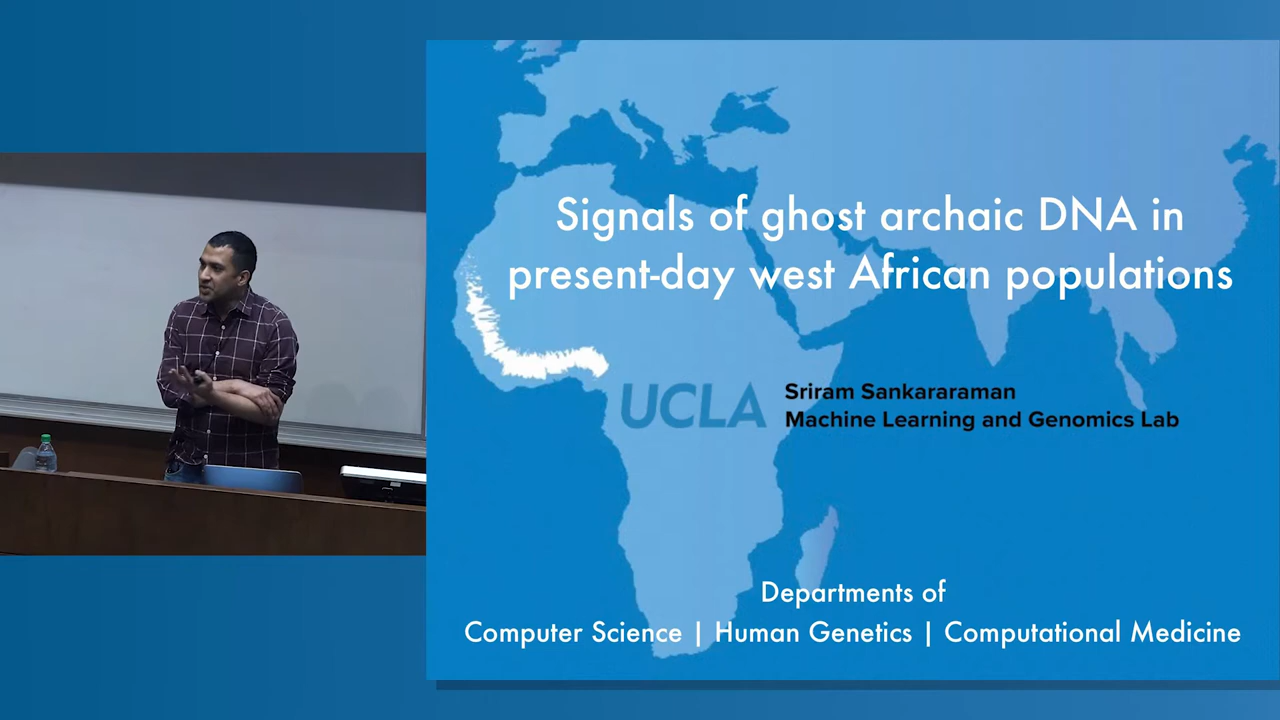 Signals of ghost archaic DNA in
present-day west African populations
UCLA
Sriram Sankararaman
Machine Learning and Genomics Lab
Departments of
Computer Science | Human Genetics | Computational Medicine